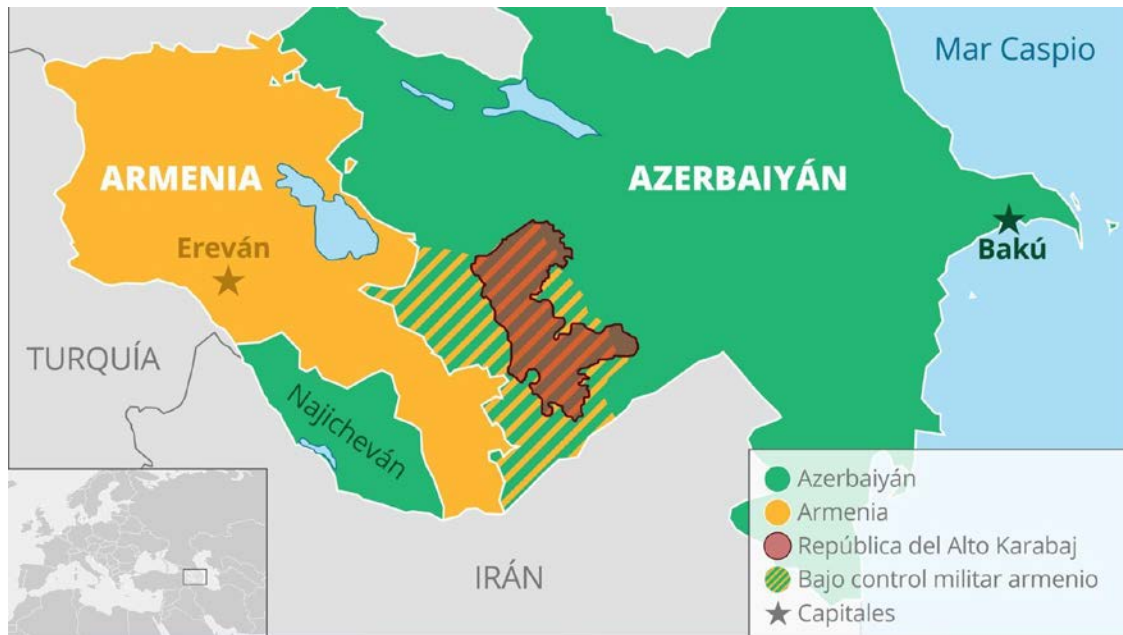 Mar Caspio
ARMENIA
AZERBAIYÁN
Ereván
Bakú
TURQUÍA
Najicheván
IRÁN
Azerbaiyán
Armenia
República del Alto Karabaj
Bajo control militar armenio
Capitales